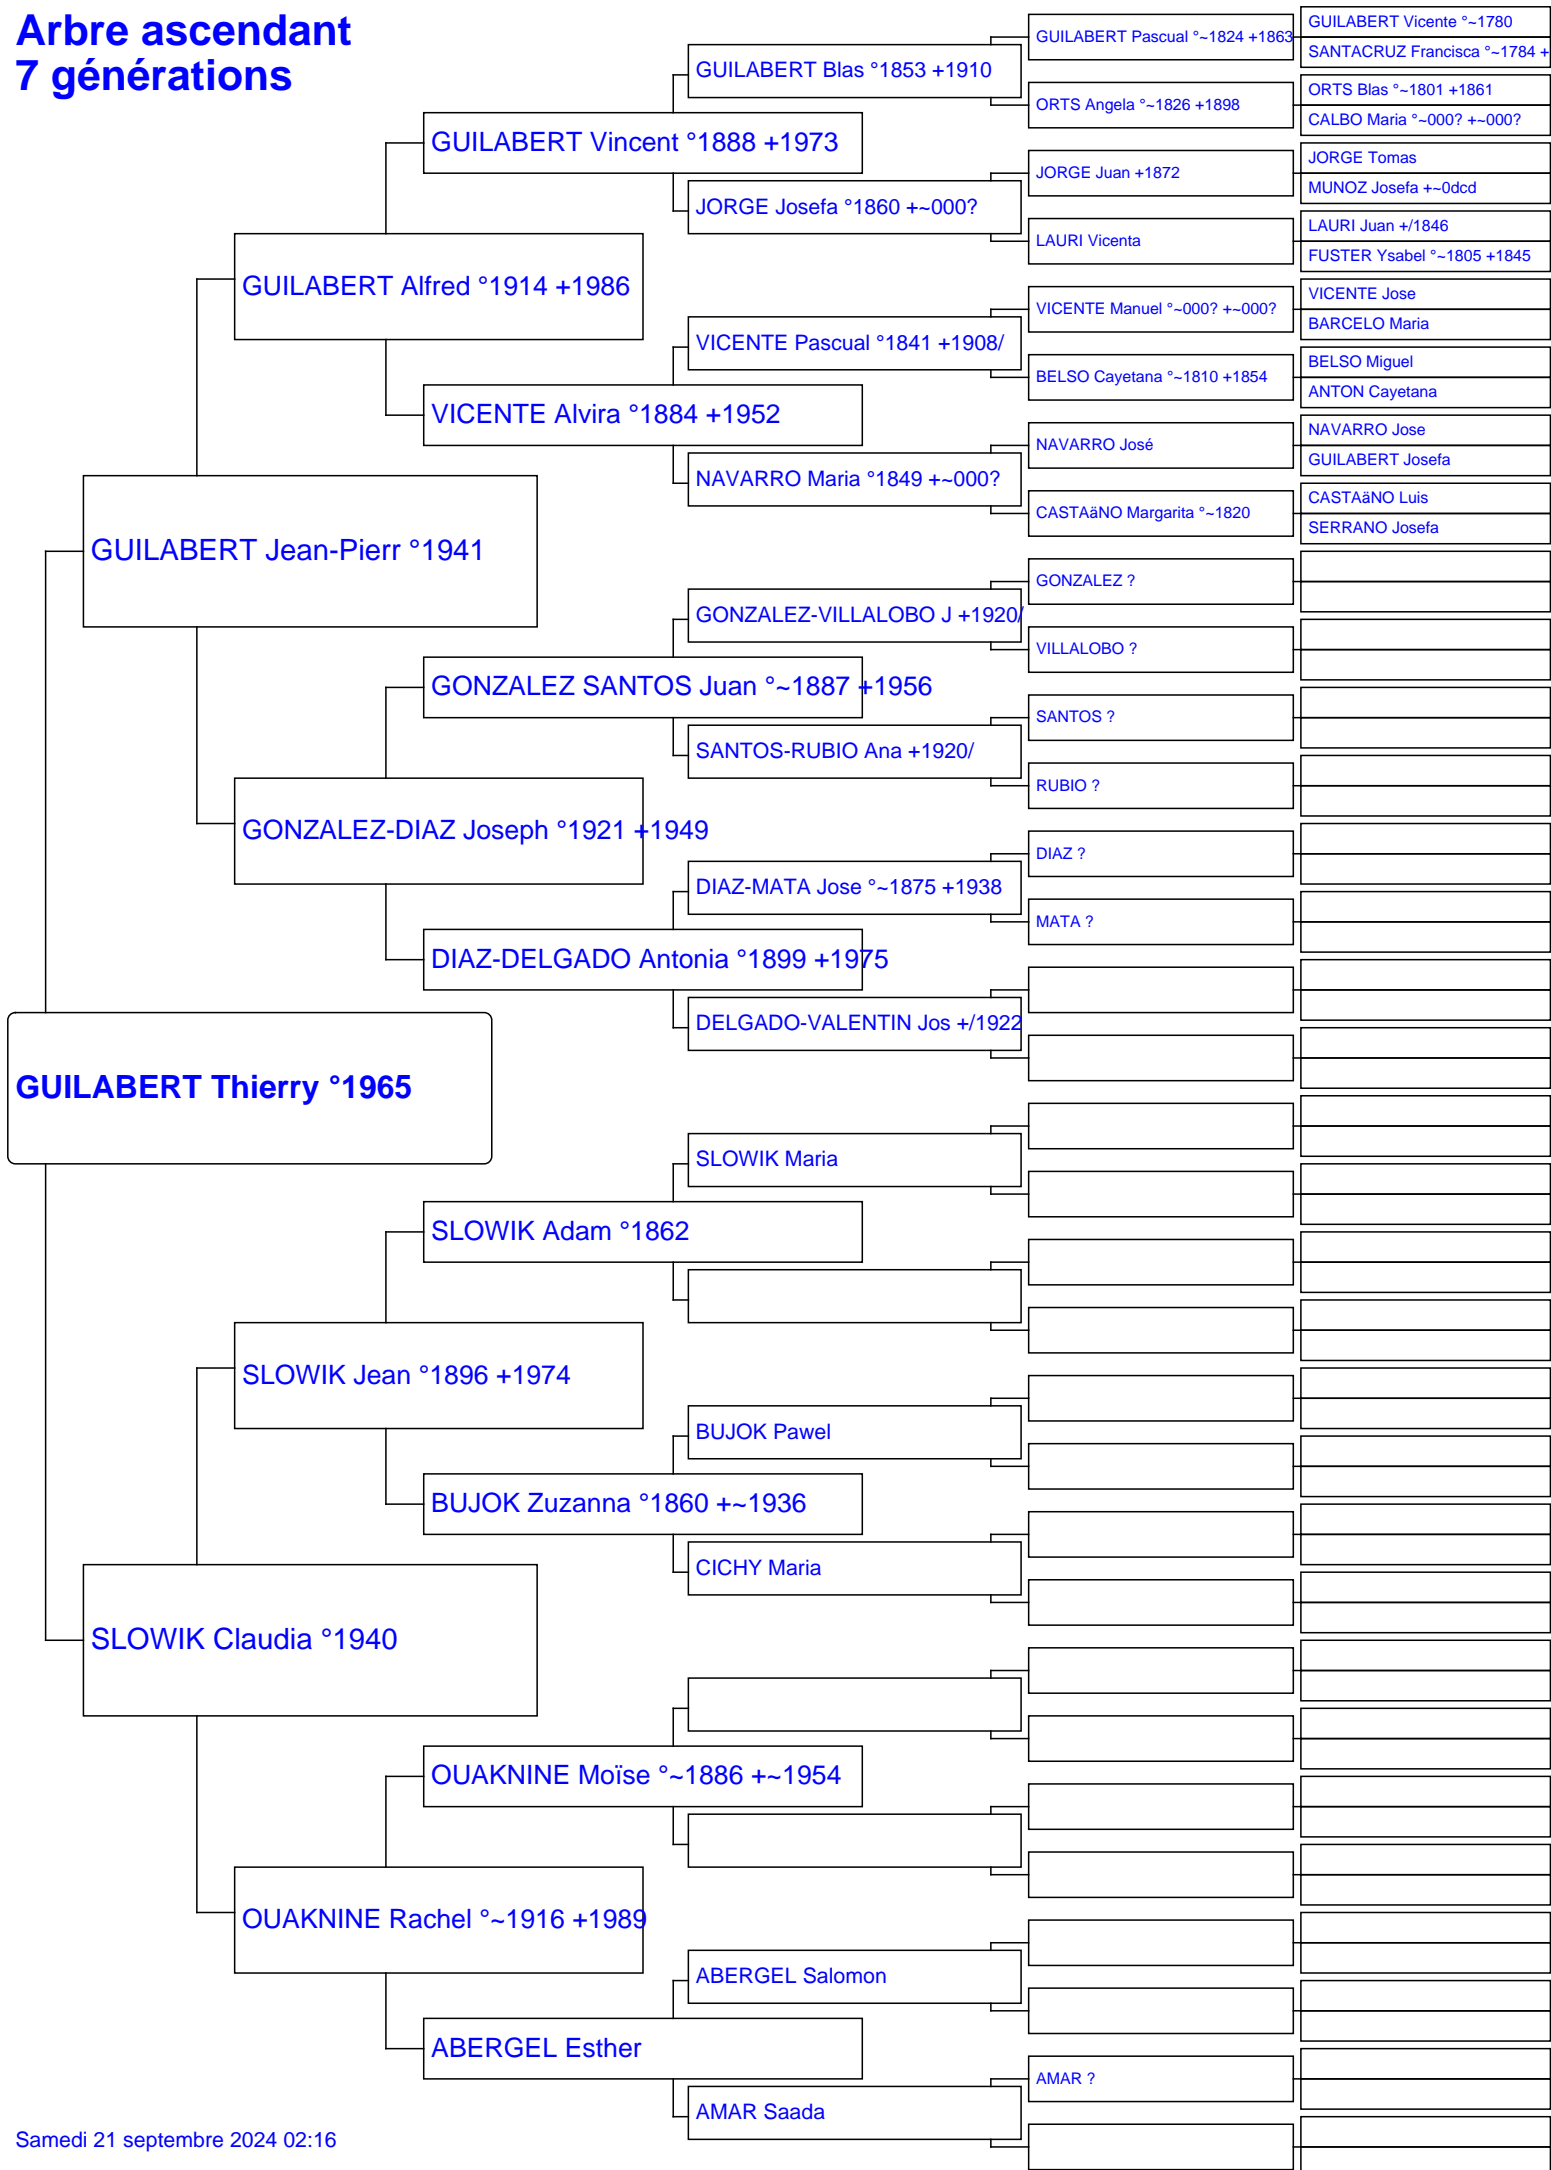 Arbre ascendant
7 générations
GUILABERT Thierry °1965
GUILABERT Jean-Pierr °1941
SLOWIK Claudia °1940
GUILABERT Alfred °1914 +1986
GONZALEZ-DIAZ Joseph °1921 +1949
SLOWIK Jean °1896 +1974
OUAKNINE Rachel °~1916 +1989
GUILABERT Vincent °1888 +1973
VICENTE Alvira °1884 +1952
GONZALEZ SANTOS Juan °~1887 +1956
DIAZ-DELGADO Antonia °1899 +1975
SLOWIK Adam °1862
BUJOK Zuzanna °1860 +~1936
OUAKNINE Moïse °~1886 +~1954
ABERGEL Esther
GUILABERT Blas °1853 +1910
JORGE Josefa °1860 +~000?
VICENTE Pascual °1841 +1908/
NAVARRO Maria °1849 +~000?
GONZALEZ-VILLALOBO J +1920/
SANTOS-RUBIO Ana +1920/
DIAZ-MATA Jose °~1875 +1938
DELGADO-VALENTIN Jos +/1922
SLOWIK Maria
BUJOK Pawel
CICHY Maria
ABERGEL Salomon
AMAR Saada
GUILABERT Pascual °~1824 +1863
ORTS Angela °~1826 +1898
JORGE Juan +1872
LAURI Vicenta
VICENTE Manuel °~000? +~000?
BELSO Cayetana °~1810 +1854
NAVARRO José
CASTAäNO Margarita °~1820
GONZALEZ ?
VILLALOBO ?
SANTOS ?
RUBIO ?
DIAZ ?
MATA ?
AMAR ?
GUILABERT Vicente °~1780
SANTACRUZ Francisca °~1784 +
ORTS Blas °~1801 +1861
CALBO Maria °~000? +~000?
JORGE Tomas
MUNOZ Josefa +~0dcd
LAURI Juan +/1846
FUSTER Ysabel °~1805 +1845
VICENTE Jose
BARCELO Maria
BELSO Miguel
ANTON Cayetana
NAVARRO Jose
GUILABERT Josefa
CASTAäNO Luis
SERRANO Josefa
Samedi 21 septembre 2024 02:16